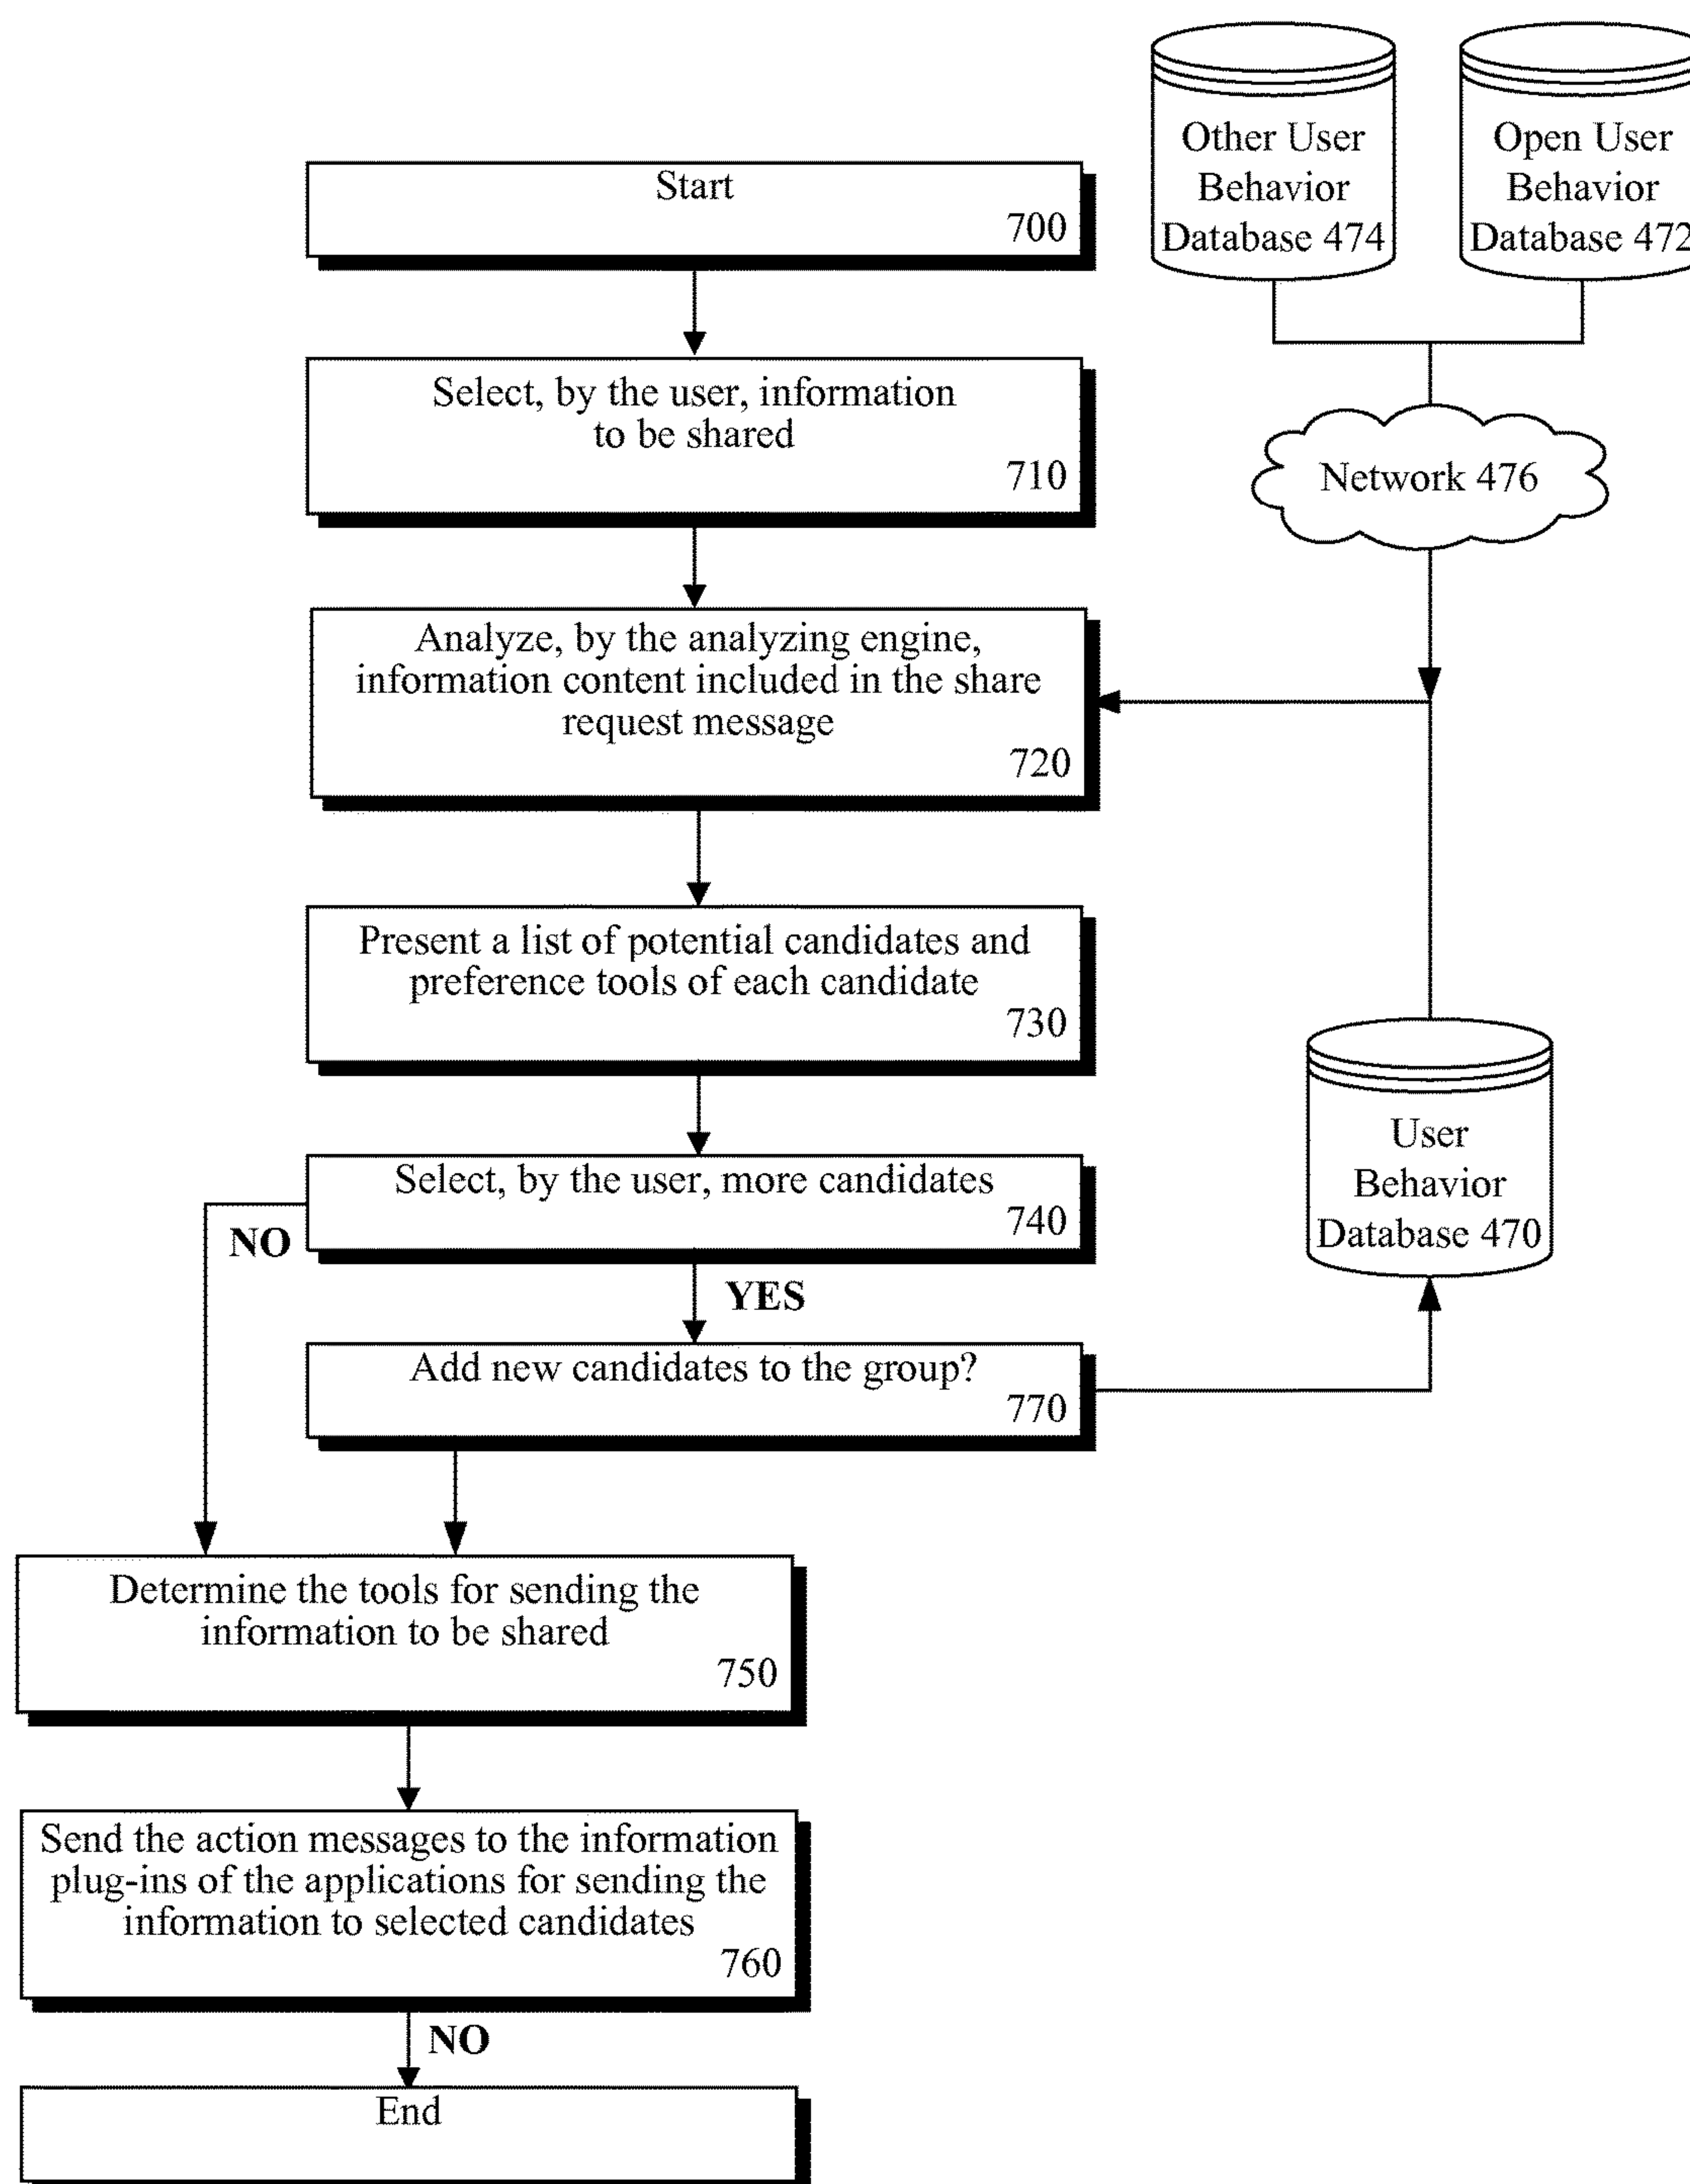 Start
700
Other User
Behavior
Database 474
Open User
Behavior
Database 472
Select, by the user, information
to be shared
710
Network 476
Analyze, by the analyzing engine,
information content included in the share
request message
720
Present a list of potential candidates and
preference tools of each candidate
730
Select, by the user, more candidates
740
NO
YES
User
Behavior
Database 470
Add new candidates to the group?
770
Determine the tools for sending the
information to be shared
750
Send the action messages to the information
plug-ins of the applications for sending the
information to selected candidates
760
NO
End